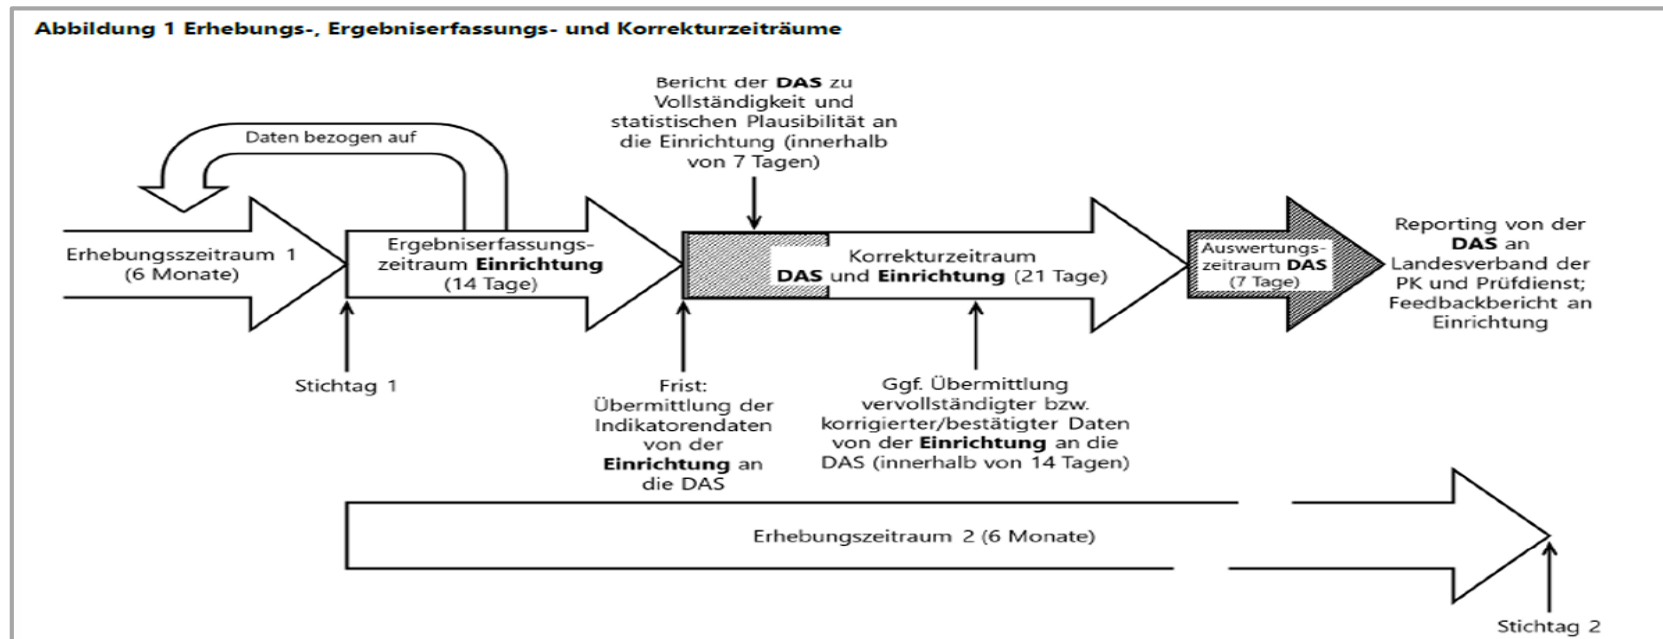 Abbildung 1 Erhebungs-, Ergebniserfassungs- und Korrekturzeiträume
Bericht der DAS zu
Vollständigkeit und
statistischen Plausibilität an
die Einrichtung (innerhalb
von 7 Tagen)
Daten bezogen auf
Erhebungsszeitraum 1
(6 Monate)
Ergebniserfassungs-
zeitraum Einrichtung
(14 Tage)
Korrekturzeitraum
DAS und Einrichtung (21 Tage)
Auswertungs-
zeitraum DAS
(7 Tage)
Reporting von der
DAS an
Landesverband der
PK und Prüfdienst;
Feedbackbericht an
Einrichtung
Stichtag 1
Frist:
Übermittlung der
Indikatorendaten
von der
Einrichtung an
die DAS
Ggf. Übermittlung
vervollständigter bzw.
korrigierter/bestätigter Daten
von der Einrichtung an die
DAS (innerhalb von 14 Tagen)
Erhebungszeitraum 2 (6 Monate)
Stichtag 2